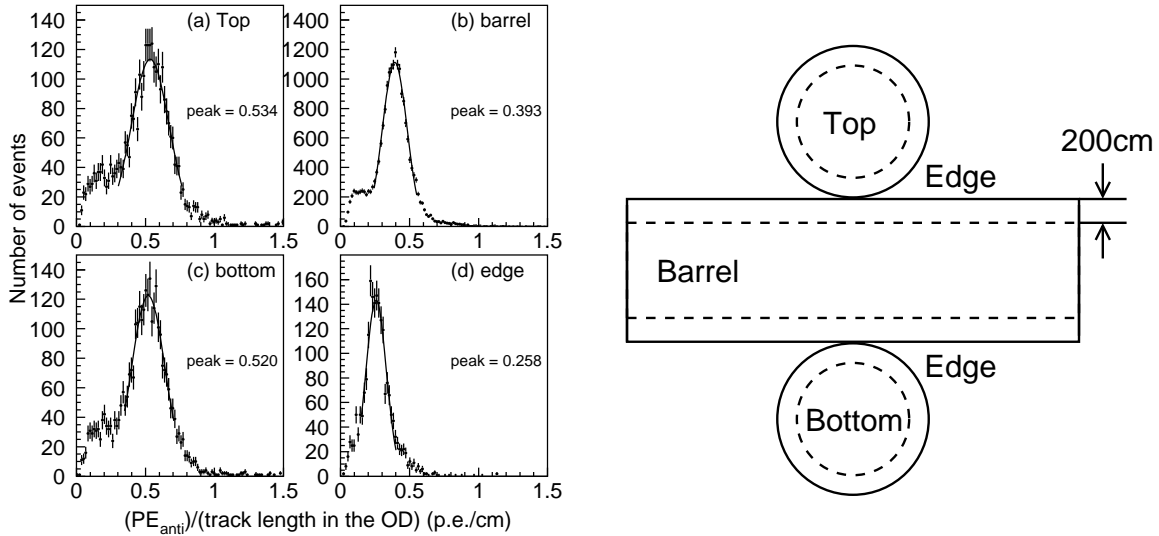 Number of events
(a) Top
140
120
100
80
60
40
20
0
peak = 0.534
0 0.5 1 1.5
(b) barrel
1400
1200
1000
800
600
400
200
0
peak = 0.393
0 0.5 1 1.5
(c) bottom
140
120
100
80
60
40
20
0
peak = 0.520
0 0.5 1 1.5
(d) edge
160
140
120
100
80
60
40
20
0
peak = 0.258
0 0.5 1 1.5
(PEanti)/(track length in the OD) (p.e./cm)
Top
200cm
Edge
Barrel
Edge
Bottom